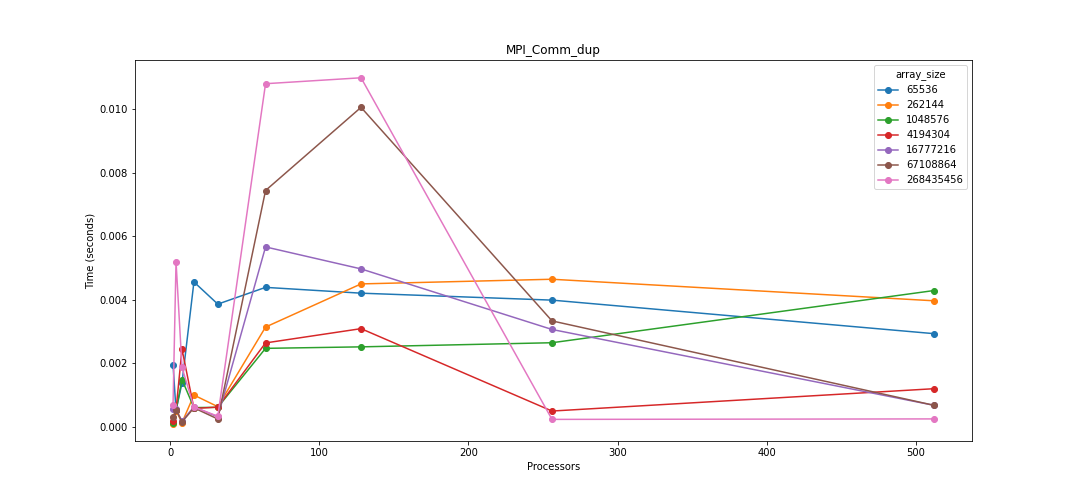 MPI_Comm_dup
array_size
65536
262144
1048576
4194304
16777216
67108864
268435456
Time (seconds)
0.010
0.008
0.006
0.004
0.002
0.000
0 100 200 300 400 500
Processors